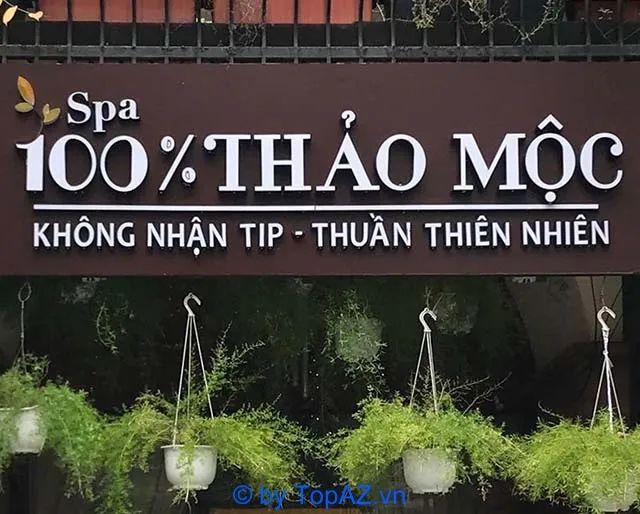 Spa
100% THẢO MỘC
KHÔNG NHẬN TIP - THUẦN THIÊN NHIÊN
© by TopAZ.vn